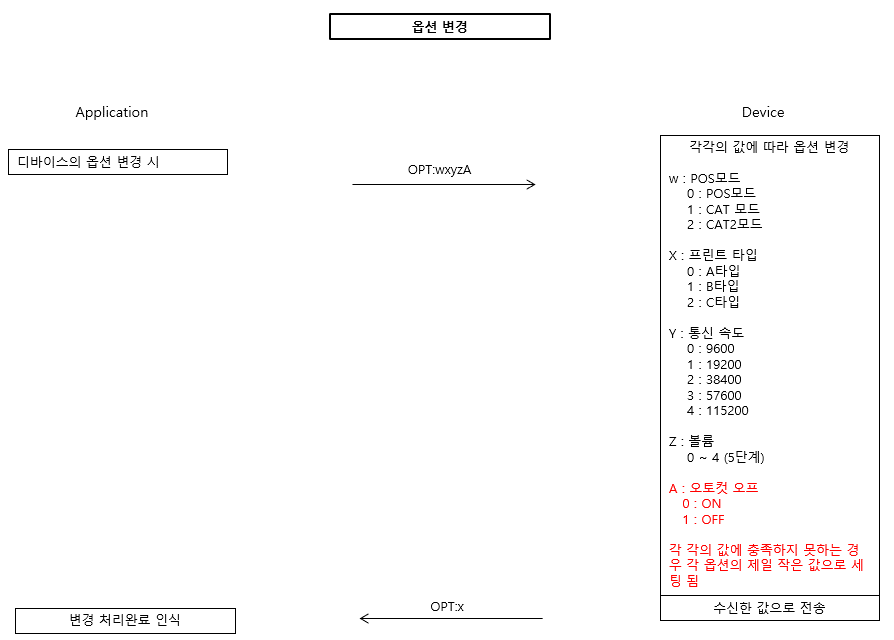 옵션 변경
Application
Device
디바이스의 옵션 변경 시
OPT:wxyzA
각각의 값에 따라 옵션 변경
w : POS모드
0 : POS모드
1 : CAT 모드
2 : CAT2모드
X : 프린트 타입
0 : A타입
1 : B타입
2 : C타입
Y : 통신 속도
0 : 9600
1 : 19200
2 : 38400
3 : 57600
4 : 115200
Z : 볼륨
0 ~ 4 (5단계)
A : 오토컷 오프
0 : ON
1 : OFF
각 각의 값에 충족하지 못하는 경
우 각 옵션의 제일 작은 값으로 세
팅 됨
수신한 값으로 전송
OPT:x
변경 처리완료 인식